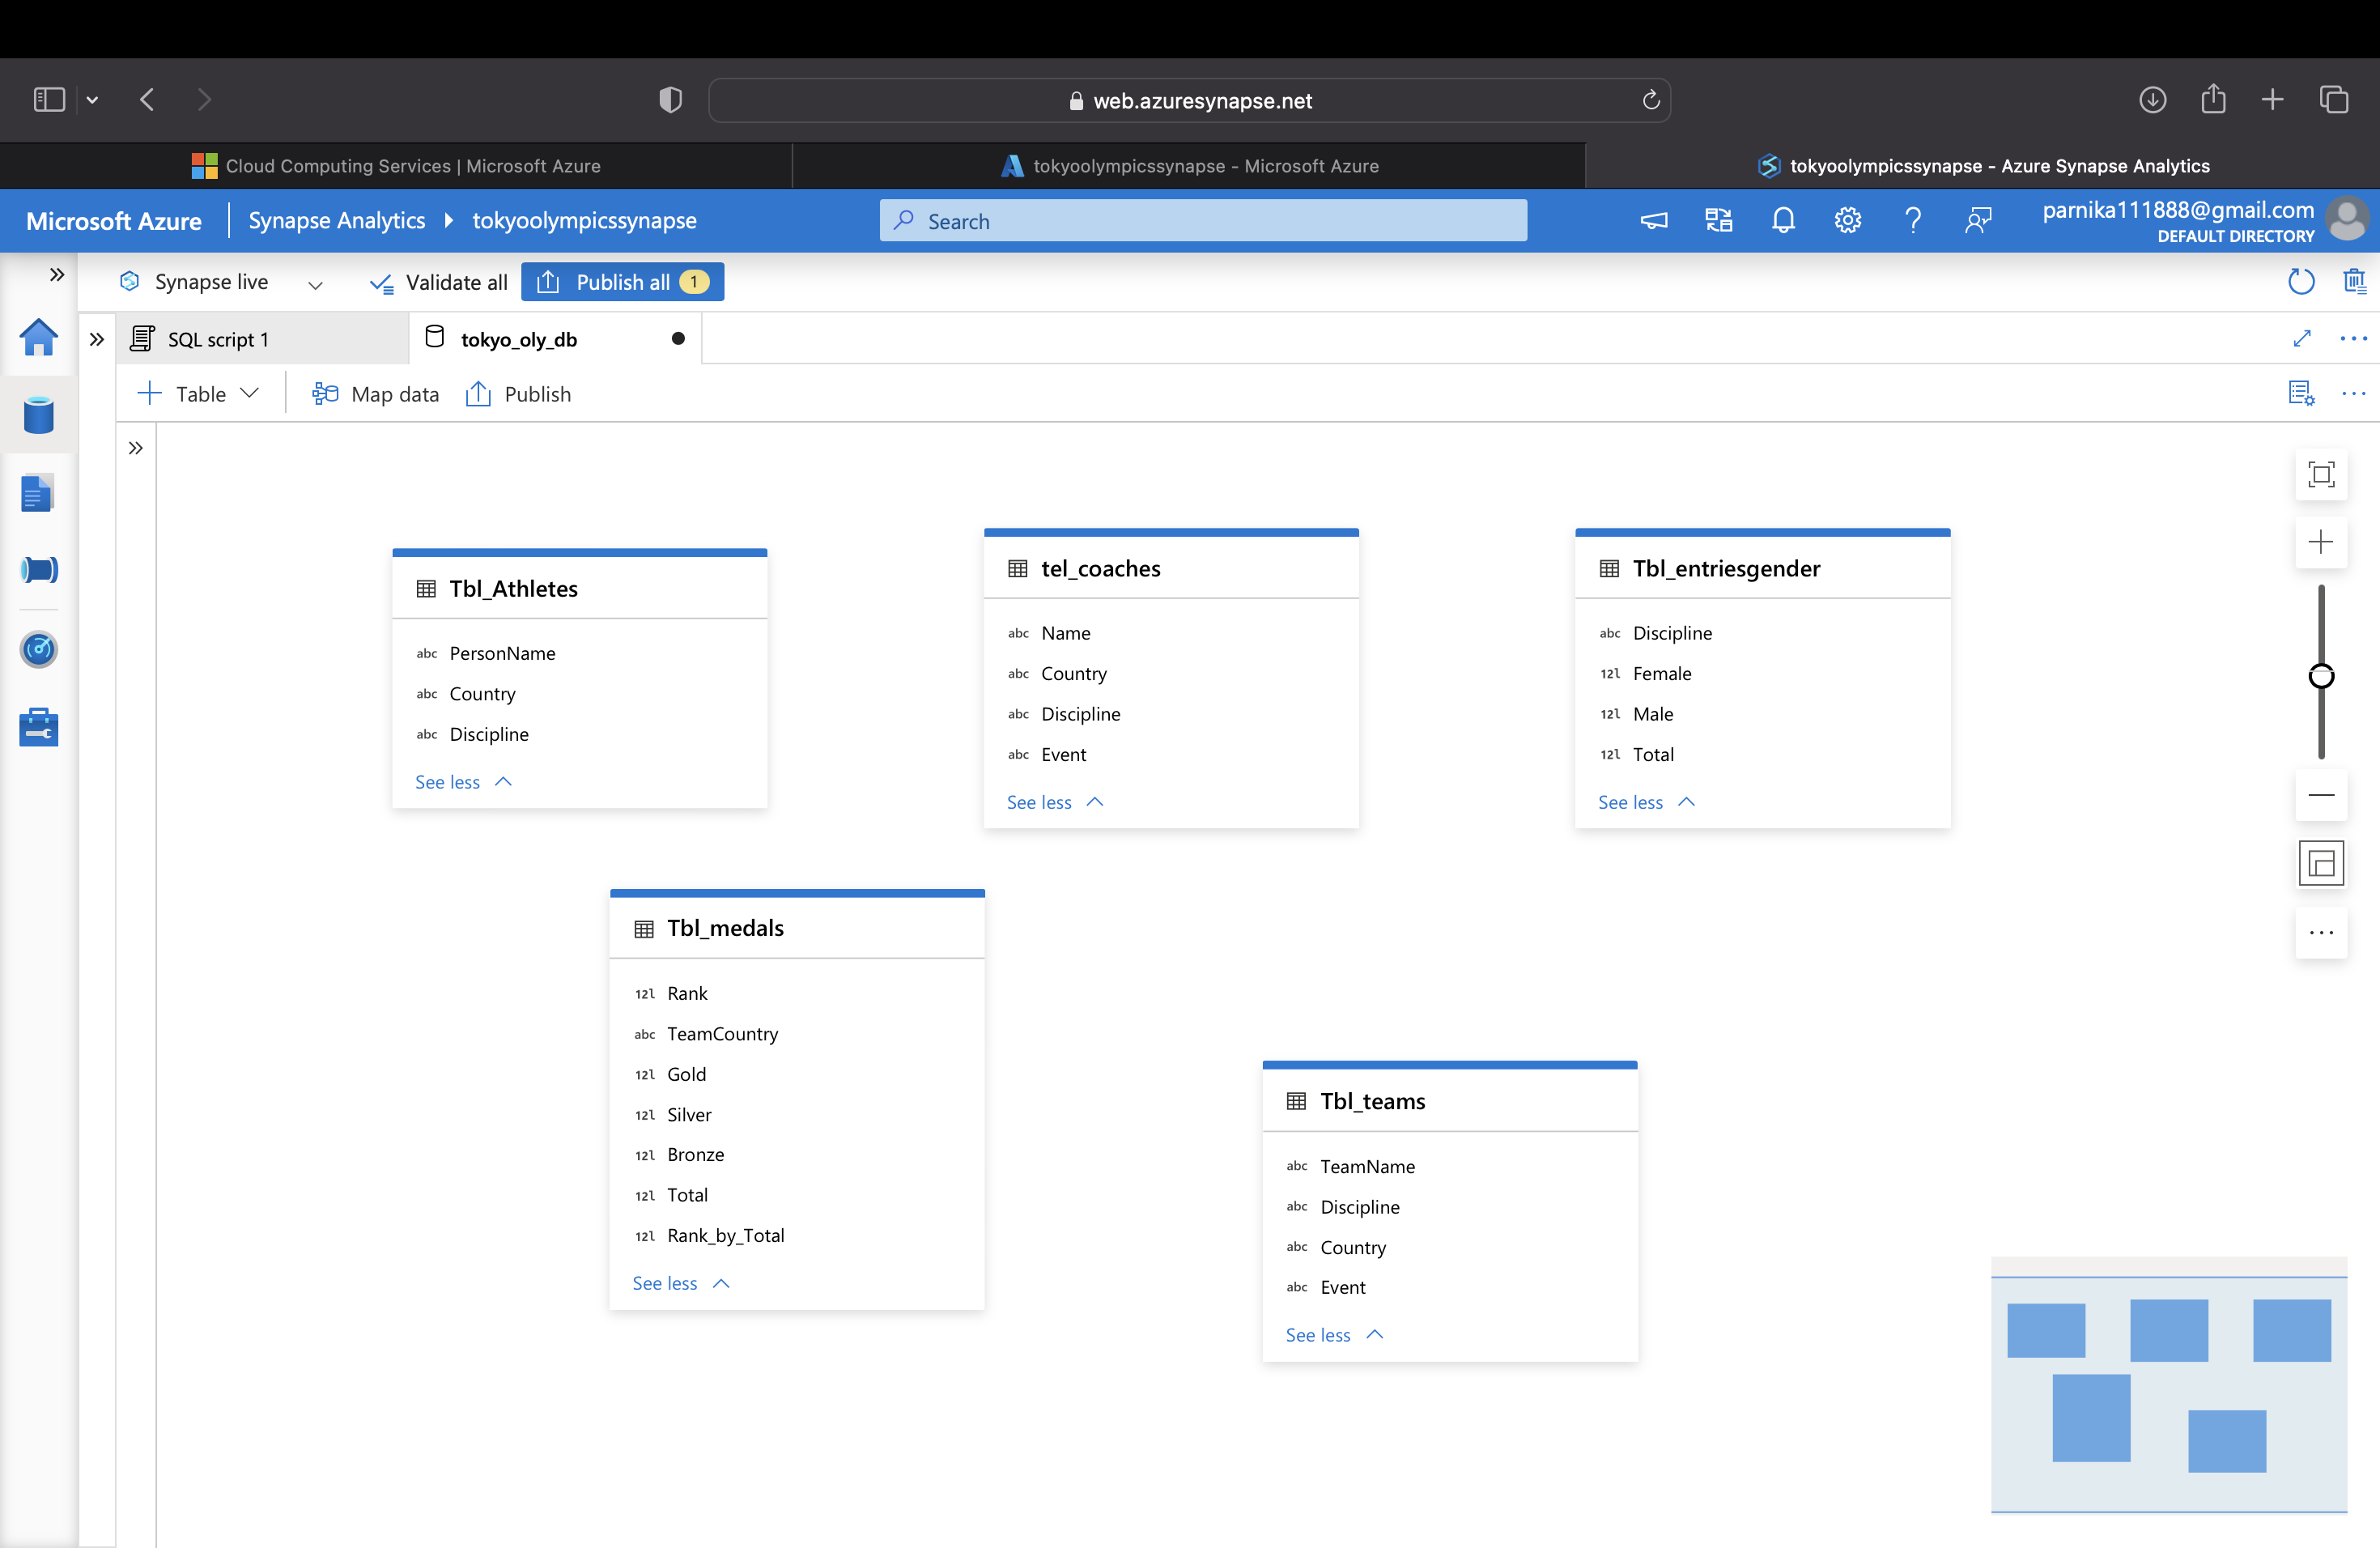 web.azuresynapse.net
Cloud Computing Services | Microsoft Azure
tokyoolympicssynapse - Microsoft Azure
tokyoolympicssynapse - Azure Synapse Analytics
Microsoft Azure
Synapse Analytics
tokyoolympicssynapse
Search
parnika111888@gmail.com
DEFAULT DIRECTORY
Synapse live
Validate all
Publish all 1
SQL script 1
tokyo_oly_db
Table
Map data
Publish
Tbl_Athletes
abc PersonName
abc Country
abc Discipline
See less
tel_coaches
abc Name
abc Country
abc Discipline
abc Event
See less
Tbl_entriesgender
abc Discipline
12l Female
12l Male
12l Total
See less
Tbl_medals
12l Rank
abc TeamCountry
12l Gold
12l Silver
12l Bronze
12l Total
12l Rank_by_Total
See less
Tbl_teams
abc TeamName
abc Discipline
abc Country
abc Event
See less